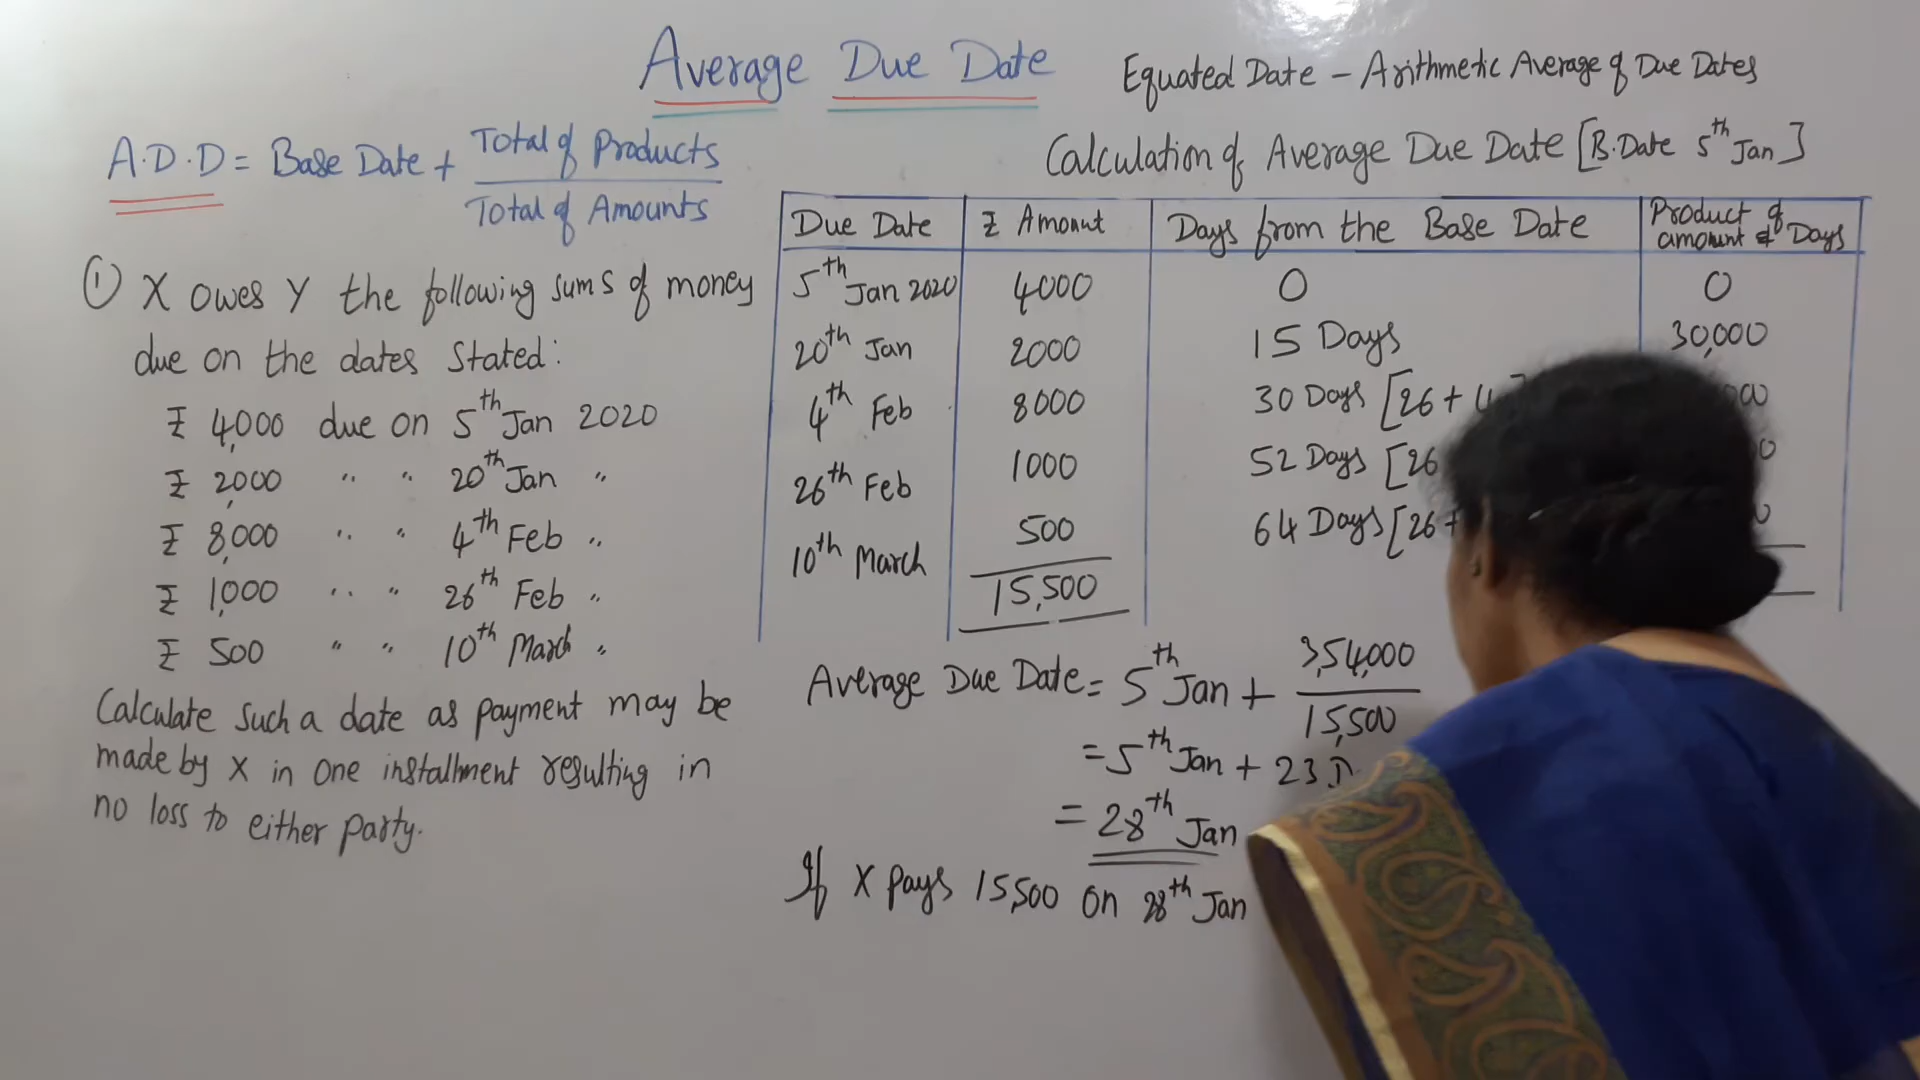 Average Due Date
Equated Date - Arithmetic Average of Due Dates
A.D.D = Base Date + Total of Products
Total of Amounts
① X owes Y the following sums of money
due on the dates stated:
₹ 4,000 due on 5th Jan 2020
₹ 2,000 " " 20th Jan "
₹ 8,000 " " 4th Feb "
₹ 1,000 " " 26th Feb "
₹ 500 " " 10th March "
Calculate such a date as payment may be
made by X in one installment resulting in
no loss to either party.
Calculation of Average Due Date [B.Date 5th Jan]
Due Date ₹ Amount Days from the Base Date Product of amount & Days
5th Jan 2020 4000 0 0
20th Jan 2000 15 Days 30,000
4th Feb 8000 30 Days [26+4]
26th Feb 1000 52 Days [26
10th March 500 64 Days [26+
15,500
Average Due Date = 5th Jan + 3,54,000
15,500
= 5th Jan + 23 D
= 28th Jan
If X pays 15,500 on 28th Jan